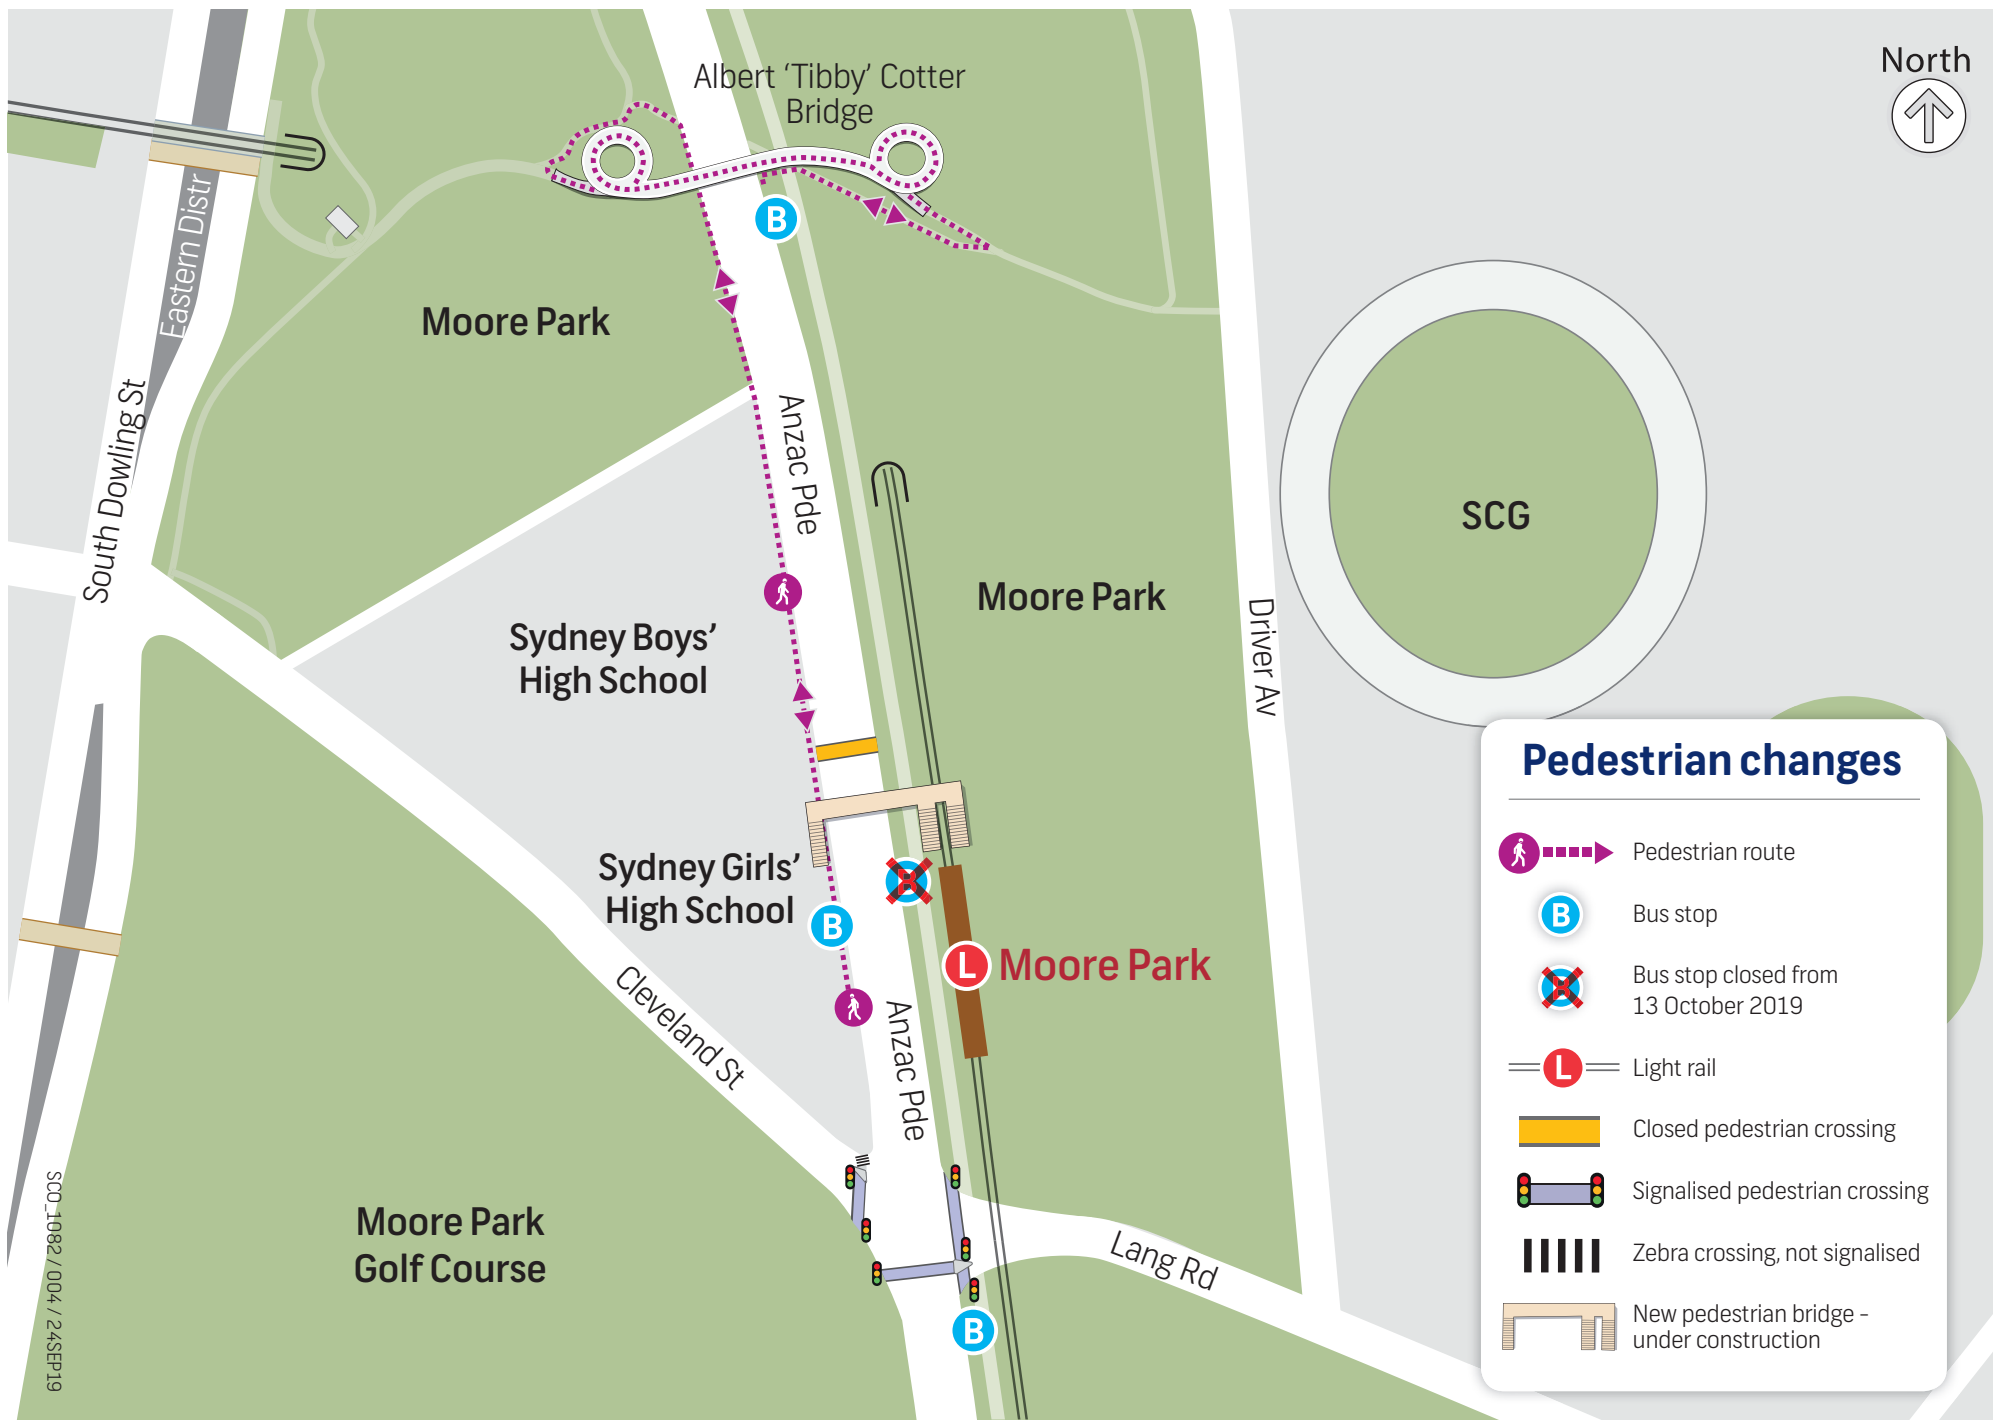 North
Albert ‘Tibby’ Cotter
Bridge
B
Eastern Distr
Moore Park
South Dowling St
Anzac Pde
SCG
Moore Park
Driver Av
Sydney Boys’
High School
Sydney Girls’
High School
B
B
L Moore Park
Cleveland St
Anzac Pde
Moore Park
Golf Course
Lang Rd
B
SCO_1082 / 004 / 24SEP19
Pedestrian changes
Pedestrian route
B Bus stop
B Bus stop closed from
13 October 2019
L Light rail
Closed pedestrian crossing
Signalised pedestrian crossing
Zebra crossing, not signalised
New pedestrian bridge -
under construction